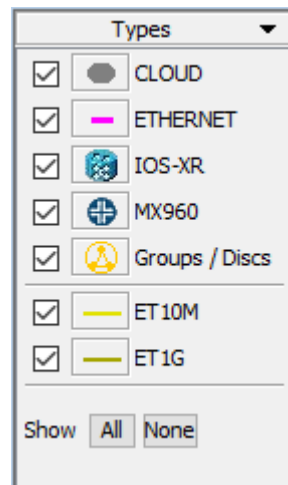 Types
CLOUD
ETHERNET
IOS-XR
MX960
Groups / Discs
ET10M
ET1G
Show All None